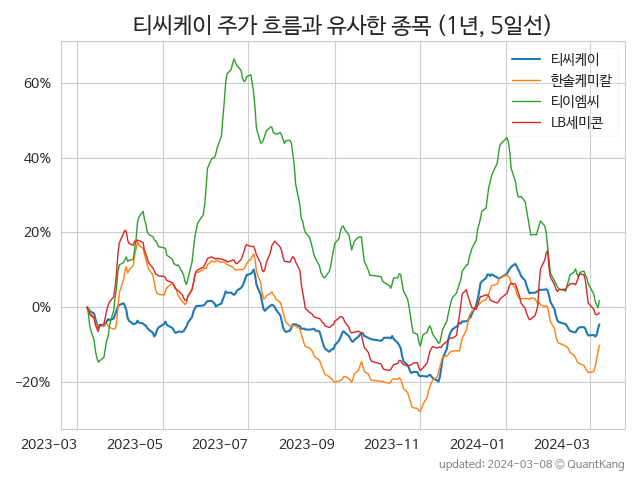 티씨케이 주가 흐름과 유사한 종목 (1년, 5일선)
티씨케이
한솔케미칼
티이엠씨
LB세미콘
60%
40%
20%
0%
−20%
2023-03 2023-05 2023-07 2023-09 2023-11 2024-01 2024-03
updated: 2024-03-08 © QuantKang